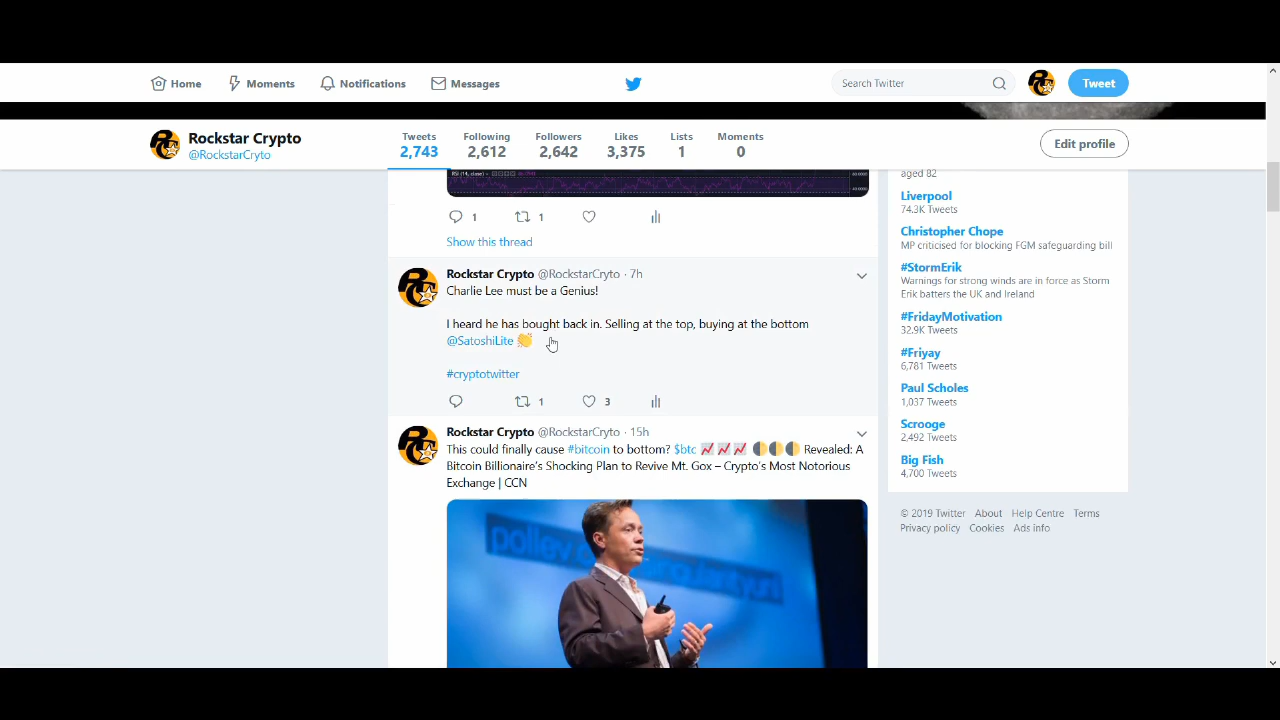 Home Moments Notifications Messages
Search Twitter
Tweet
Rockstar Crypto
@RockstarCryto
Tweets Following Followers Likes Lists Moments
2,743 2,612 2,642 3,375 1 0
Edit profile
1 1
Show this thread
Rockstar Crypto @RockstarCryto · 7h
Charlie Lee must be a Genius!
I heard he has bought back in. Selling at the top, buying at the bottom
@SatoshiLite 👏
#cryptotwitter
1 3
Rockstar Crypto @RockstarCryto · 15h
This could finally cause #bitcoin to bottom? $btc 📈📈📈 🌓🌓🌓 Revealed: A
Bitcoin Billionaire's Shocking Plan to Revive Mt. Gox – Crypto's Most Notorious
Exchange | CCN
aged 82
Liverpool
74.3K Tweets
Christopher Chope
MP criticised for blocking FGM safeguarding bill
#StormErik
Warnings for strong winds are in force as Storm
Erik batters the UK and Ireland
#FridayMotivation
32.9K Tweets
#Friyay
6,781 Tweets
Paul Scholes
1,037 Tweets
Scrooge
2,492 Tweets
Big Fish
4,700 Tweets
© 2019 Twitter About Help Centre Terms
Privacy policy Cookies Ads info